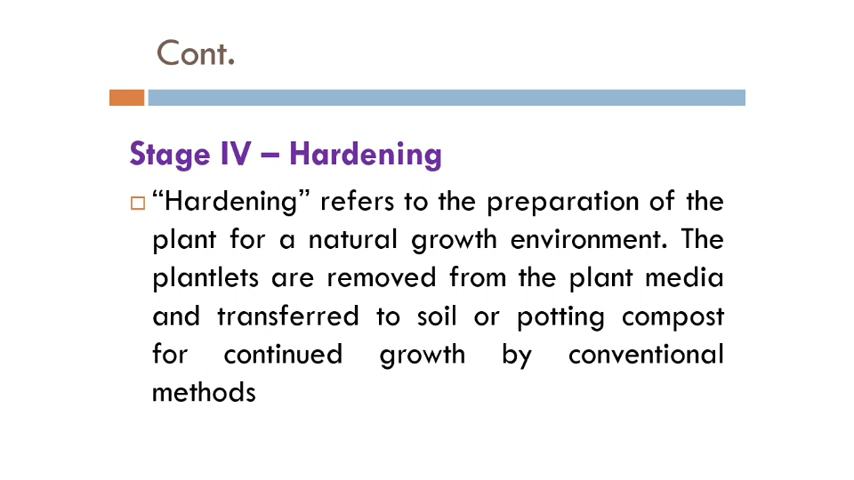 Cont.
Stage IV – Hardening
“Hardening” refers to the preparation of the
plant for a natural growth environment. The
plantlets are removed from the plant media
and transferred to soil or potting compost
for continued growth by conventional
methods